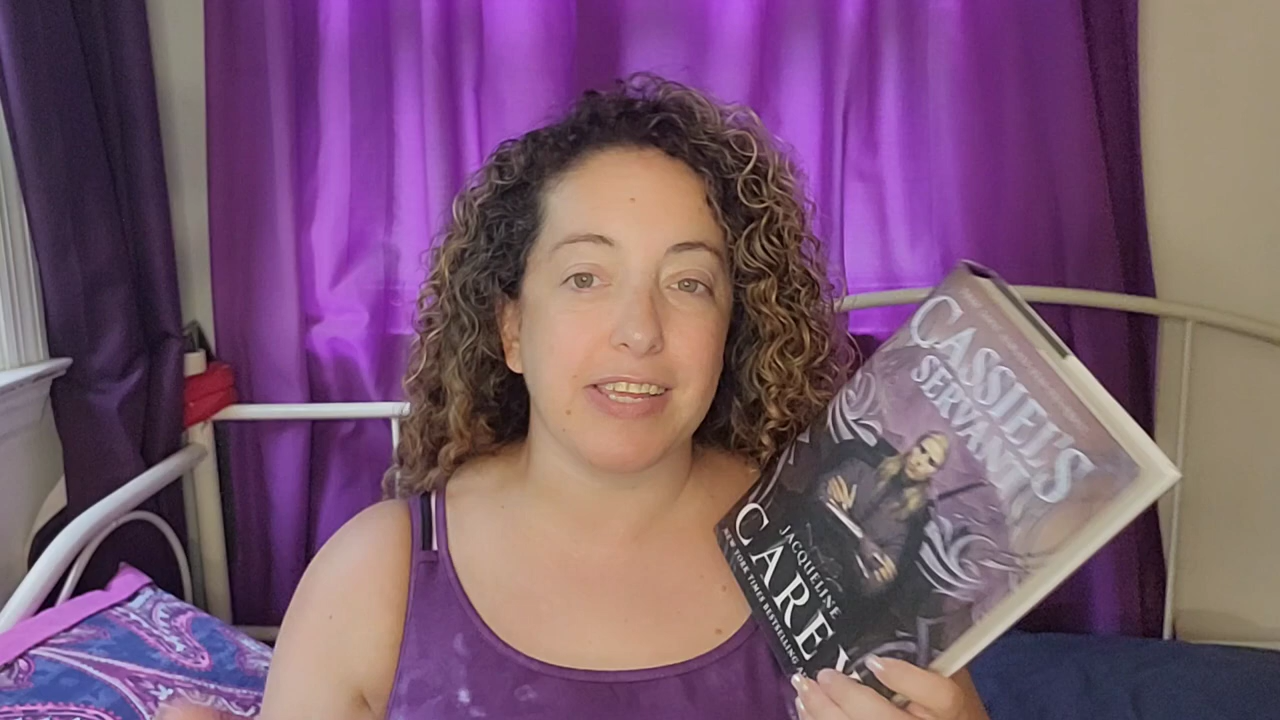 CASSIEL'S
SERVANT
JACQUELINE
CAREY
NEW YORK TIMES BESTSELLING